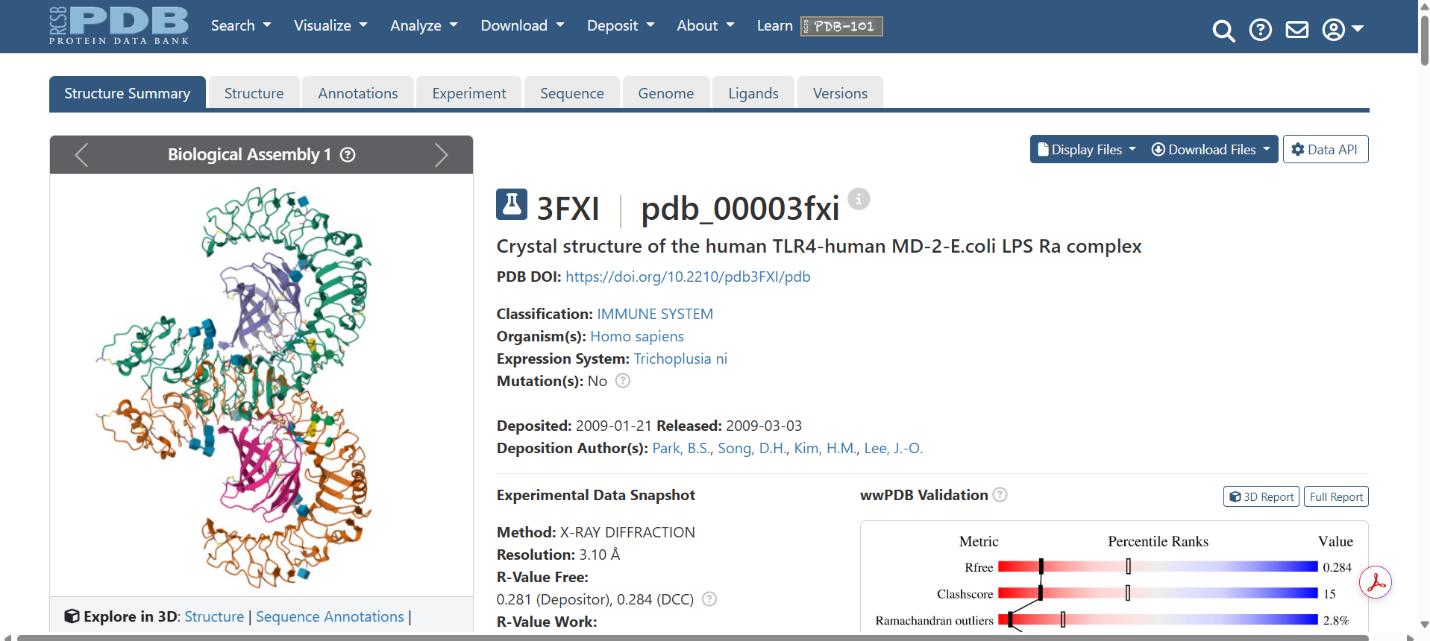 RCSB PDB
PROTEIN DATA BANK
Search Visualize Analyze Download Deposit About Learn PDB-101
Structure Summary Structure Annotations Experiment Sequence Genome Ligands Versions
Biological Assembly 1
Display Files Download Files Data API
3FXI | pdb_00003fxi
Crystal structure of the human TLR4-human MD-2-E.coli LPS Ra complex
PDB DOI: https://doi.org/10.2210/pdb3FXI/pdb
Classification: IMMUNE SYSTEM
Organism(s): Homo sapiens
Expression System: Trichoplusia ni
Mutation(s): No
Deposited: 2009-01-21 Released: 2009-03-03
Deposition Author(s): Park, B.S., Song, D.H., Kim, H.M., Lee, J.-O.
Experimental Data Snapshot
Method: X-RAY DIFFRACTION
Resolution: 3.10 Å
R-Value Free:
0.281 (Depositor), 0.284 (DCC)
R-Value Work:
wwPDB Validation
3D Report Full Report
Metric Percentile Ranks Value
Rfree 0.284
Clashscore 15
Ramachandran outliers 2.8%
Explore in 3D: Structure | Sequence Annotations |